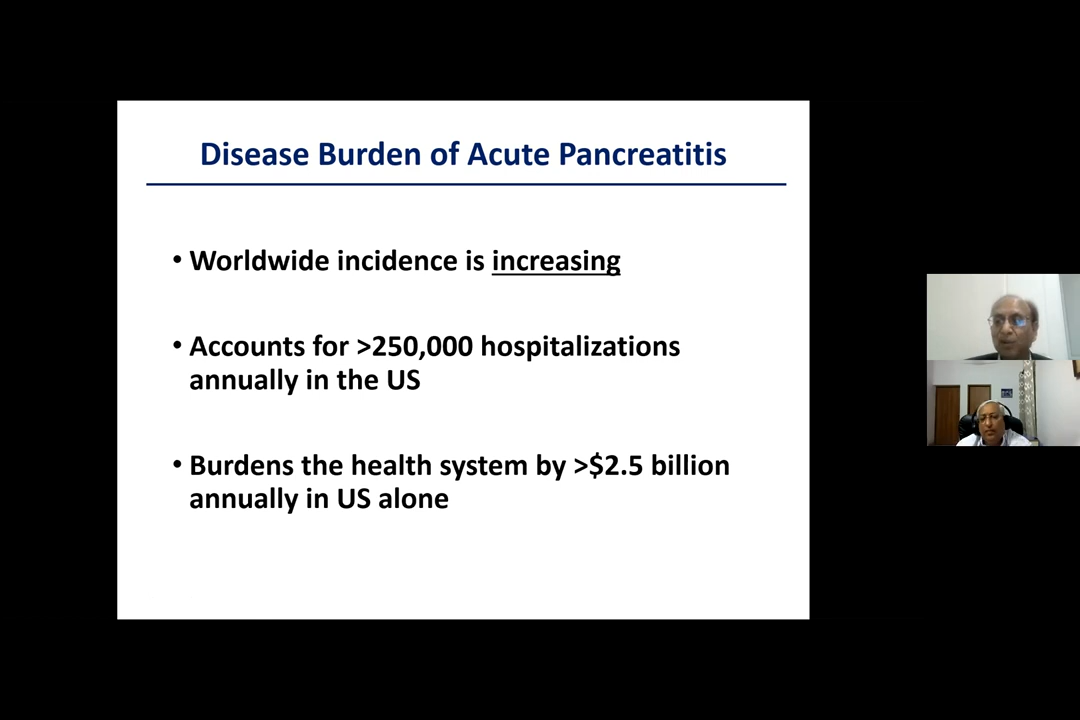 Disease Burden of Acute Pancreatitis
• Worldwide incidence is increasing
• Accounts for >250,000 hospitalizations
annually in the US
• Burdens the health system by >$2.5 billion
annually in US alone